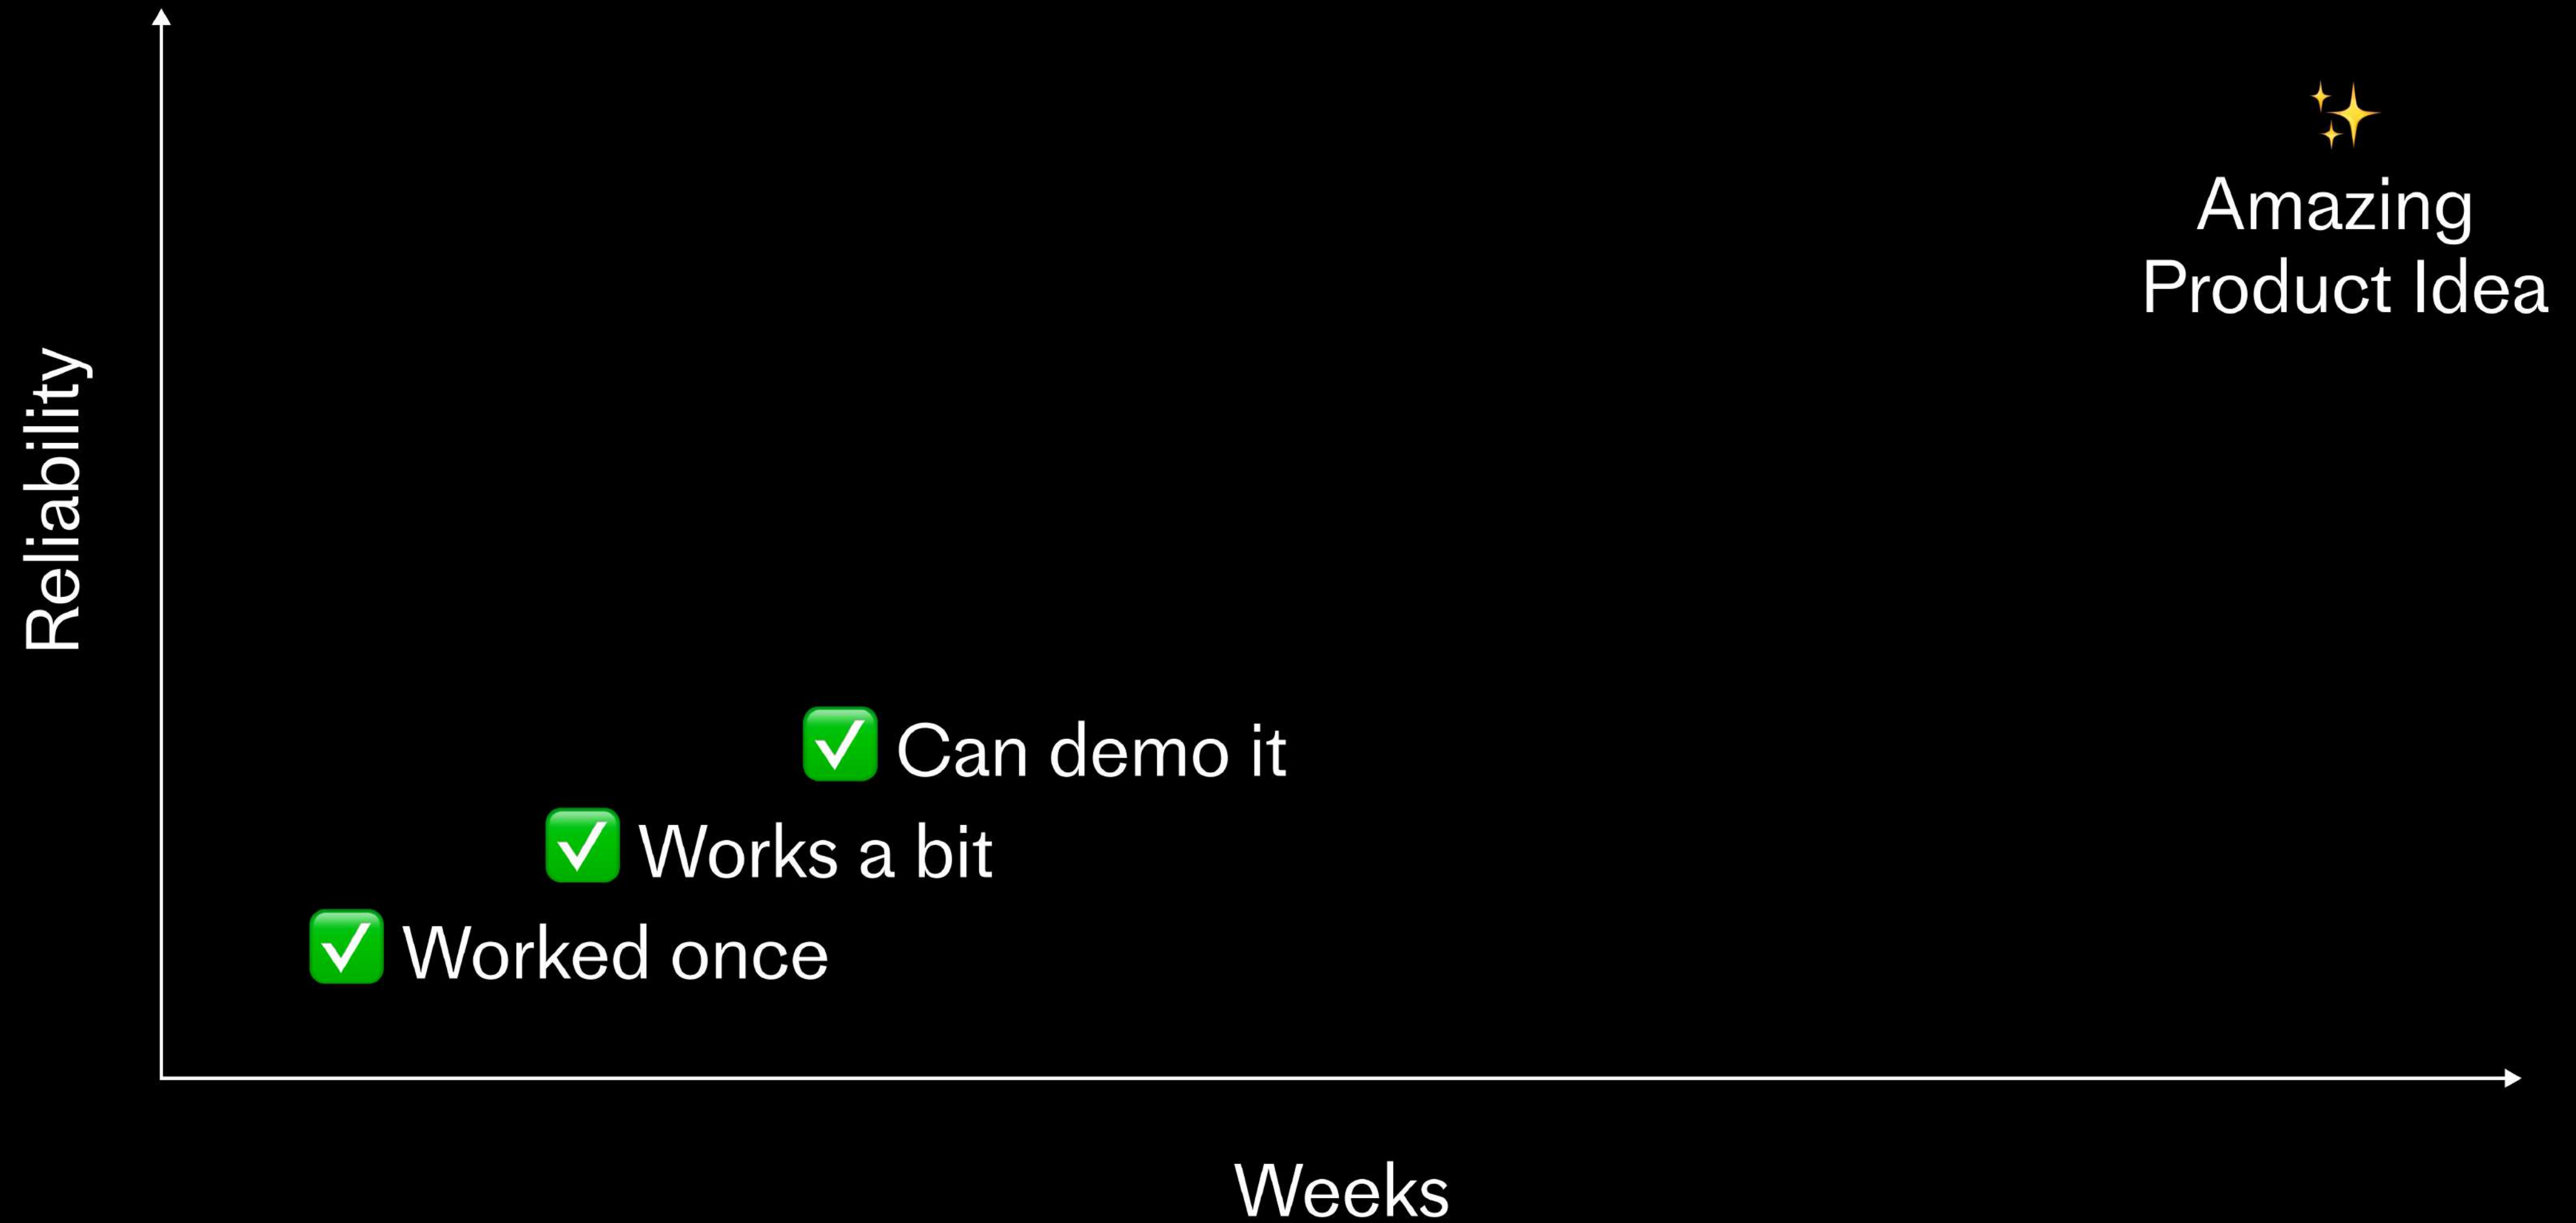 Amazing
Product Idea
Reliability
Can demo it
Works a bit
Worked once
Weeks